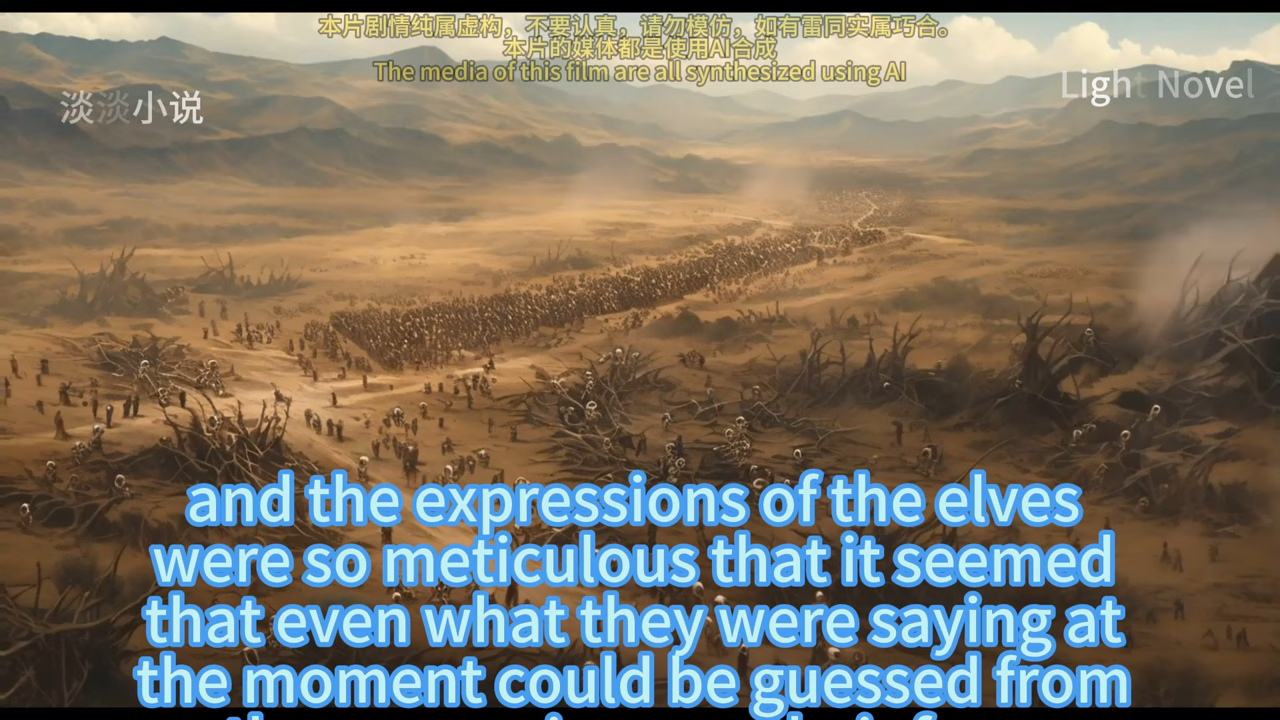 本片剧情纯属虚构，不要认真，请勿模仿，如有雷同实属巧合。
本片的媒体都是使用AI合成
The media of this film are all synthesized using AI
淡淡小说
Light Novel
and the expressions of the elves
were so meticulous that it seemed
that even what they were saying at
the moment could be guessed from